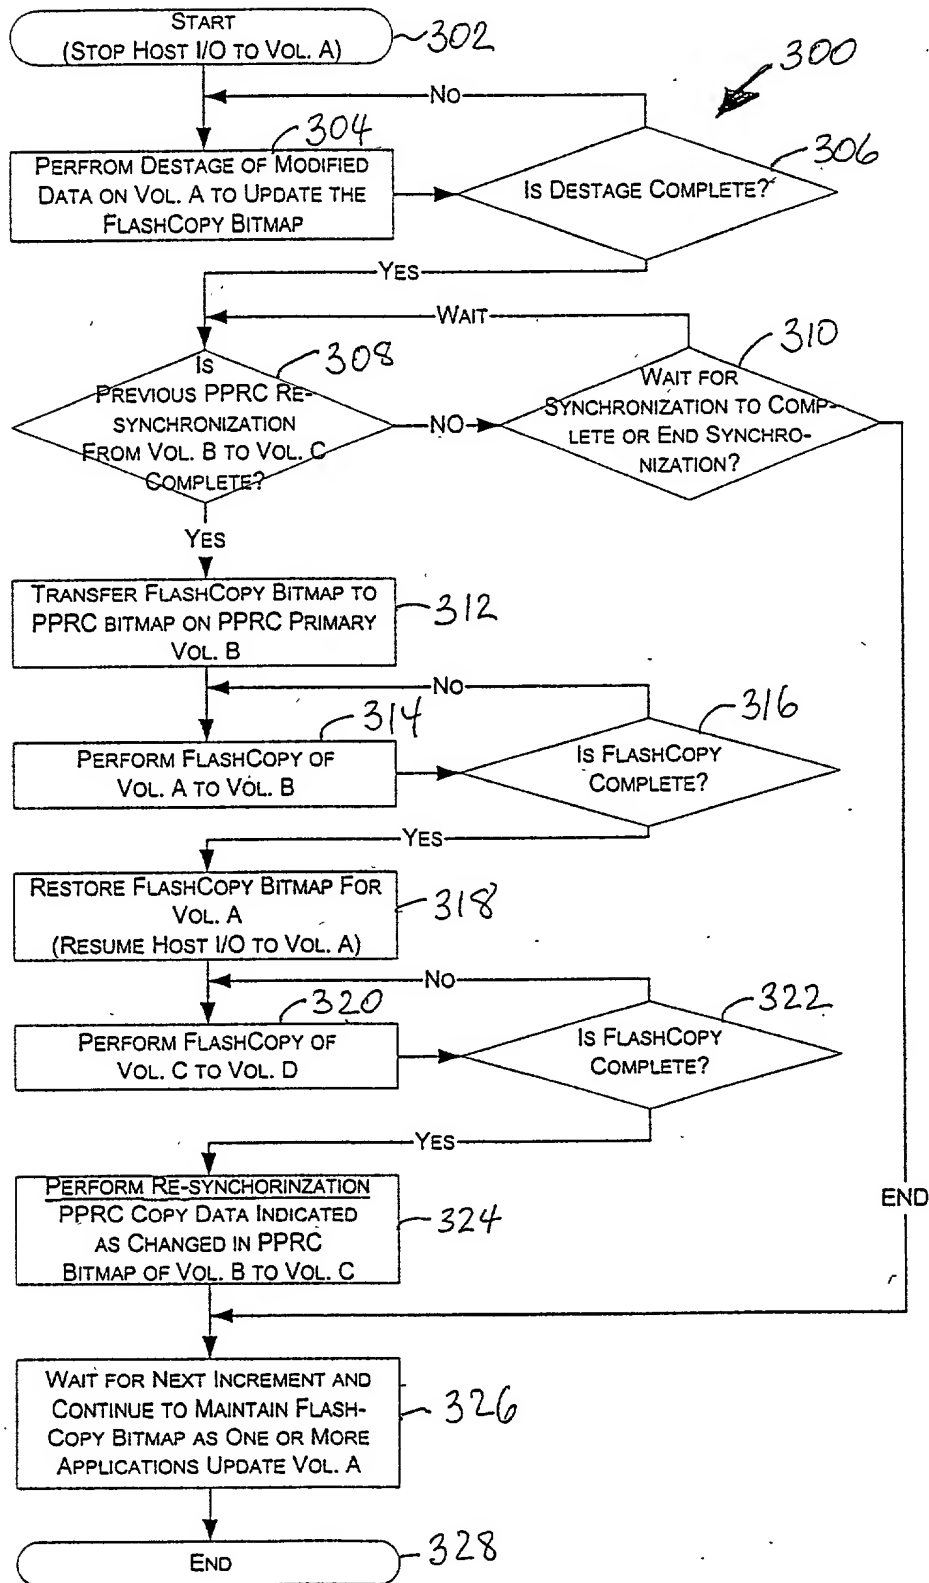 START
(STOP HOST I/O TO VOL. A)
302
300
NO
304
PERFROM DESTAGE OF MODIFIED
DATA ON VOL. A TO UPDATE THE
FLASHCOPY BITMAP
306
IS DESTAGE COMPLETE?
YES
WAIT
308
IS
PREVIOUS PPRC RE-
SYNCHRONIZATION
FROM VOL. B TO VOL. C
COMPLETE?
NO
310
WAIT FOR
SYNCHRONIZATION TO COMP-
LETE OR END SYNCHRO-
NIZATION?
YES
TRANSFER FLASHCOPY BITMAP TO
PPRC BITMAP ON PPRC PRIMARY
VOL. B
312
NO
314
PERFORM FLASHCOPY OF
VOL. A TO VOL. B
316
IS FLASHCOPY
COMPLETE?
YES
RESTORE FLASHCOPY BITMAP FOR
VOL. A
(RESUME HOST I/O TO VOL. A)
318
NO
320
PERFORM FLASHCOPY OF
VOL. C TO VOL. D
322
IS FLASHCOPY
COMPLETE?
YES
PERFORM RE-SYNCHORINZATION
PPRC COPY DATA INDICATED
AS CHANGED IN PPRC
BITMAP OF VOL. B TO VOL. C
324
END
WAIT FOR NEXT INCREMENT AND
CONTINUE TO MAINTAIN FLASH-
COPY BITMAP AS ONE OR MORE
APPLICATIONS UPDATE VOL. A
326
END
328